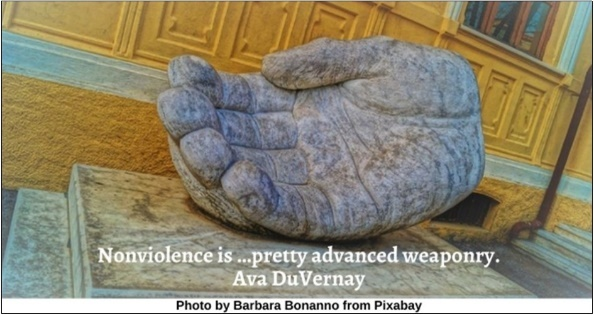 Nonviolence is ...pretty advanced weaponry.
Ava DuVernay
Photo by Barbara Bonanno from Pixabay